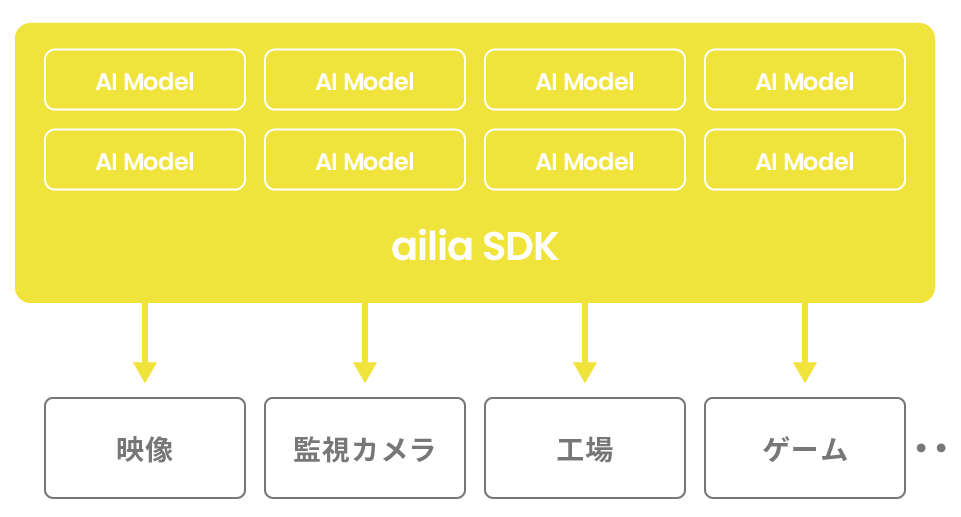 AI Model AI Model AI Model AI Model
AI Model AI Model AI Model AI Model
ailia SDK
映像 監視カメラ 工場 ゲーム ・・